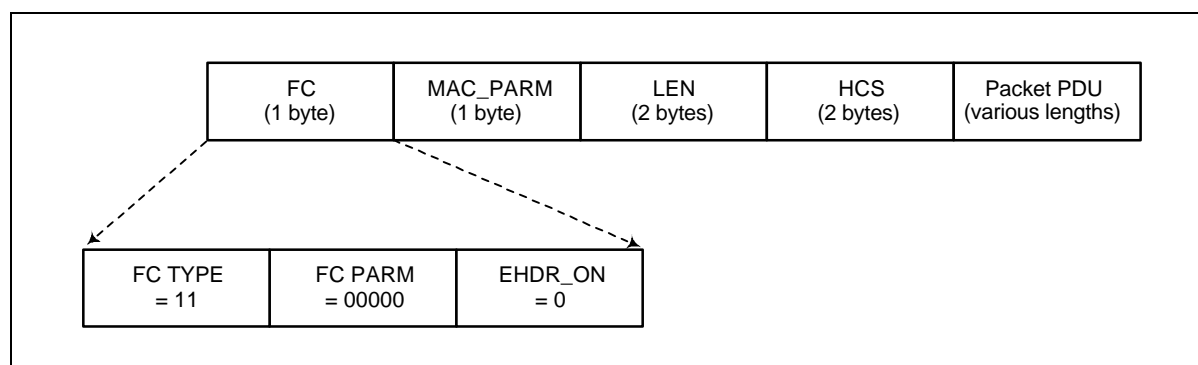 FC
(1 byte)
MAC_PARM
(1 byte)
LEN
(2 bytes)
HCS
(2 bytes)
Packet PDU
(various lengths)
FC TYPE
= 11
FC PARM
= 00000
EHDR_ON
= 0